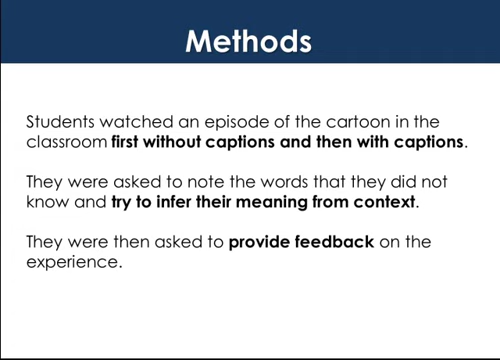 Methods
Students watched an episode of the cartoon in the
classroom first without captions and then with captions.
They were asked to note the words that they did not
know and try to infer their meaning from context.
They were then asked to provide feedback on the
experience.